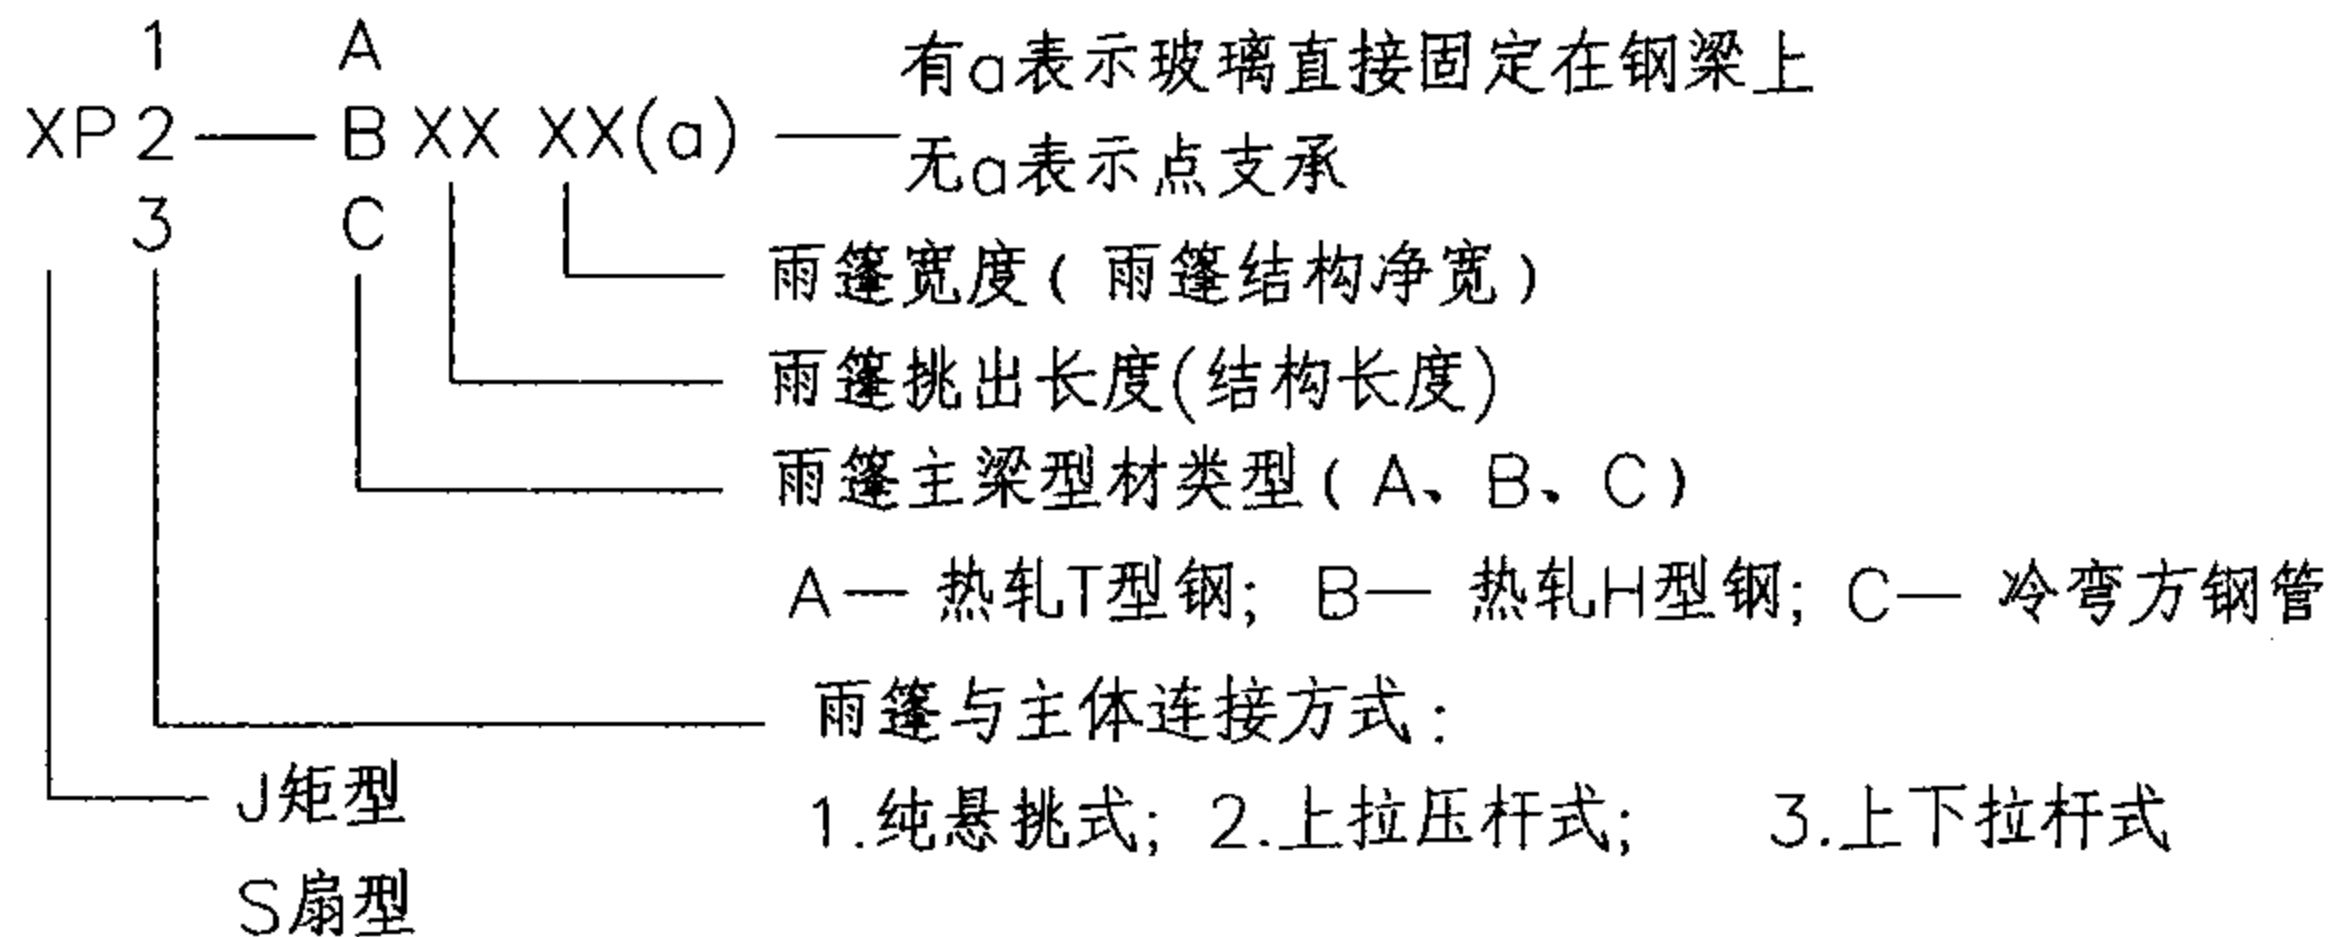 1 A
有a表示玻璃直接固定在钢梁上
XP 2 — B XX XX(a)
无a表示点支承
3 C
雨篷宽度( 雨篷结构净宽)
雨篷挑出长度(结构长度)
雨篷主梁型材类型( A、B、C)
A— 热轧T型钢; B— 热轧H型钢; C— 冷弯方钢管
雨篷与主体连接方式:
J矩型
1.纯悬挑式; 2.上拉压杆式; 3.上下拉杆式
S扇型